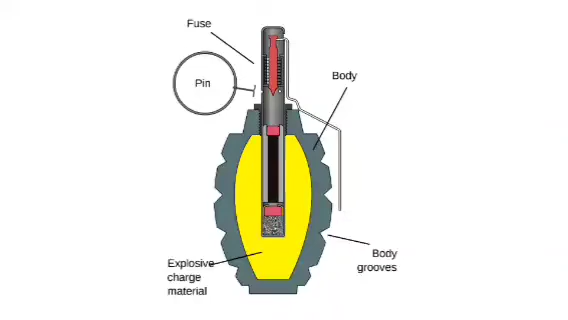 Fuse
Pin
Body
Body
grooves
Explosive
charge
material